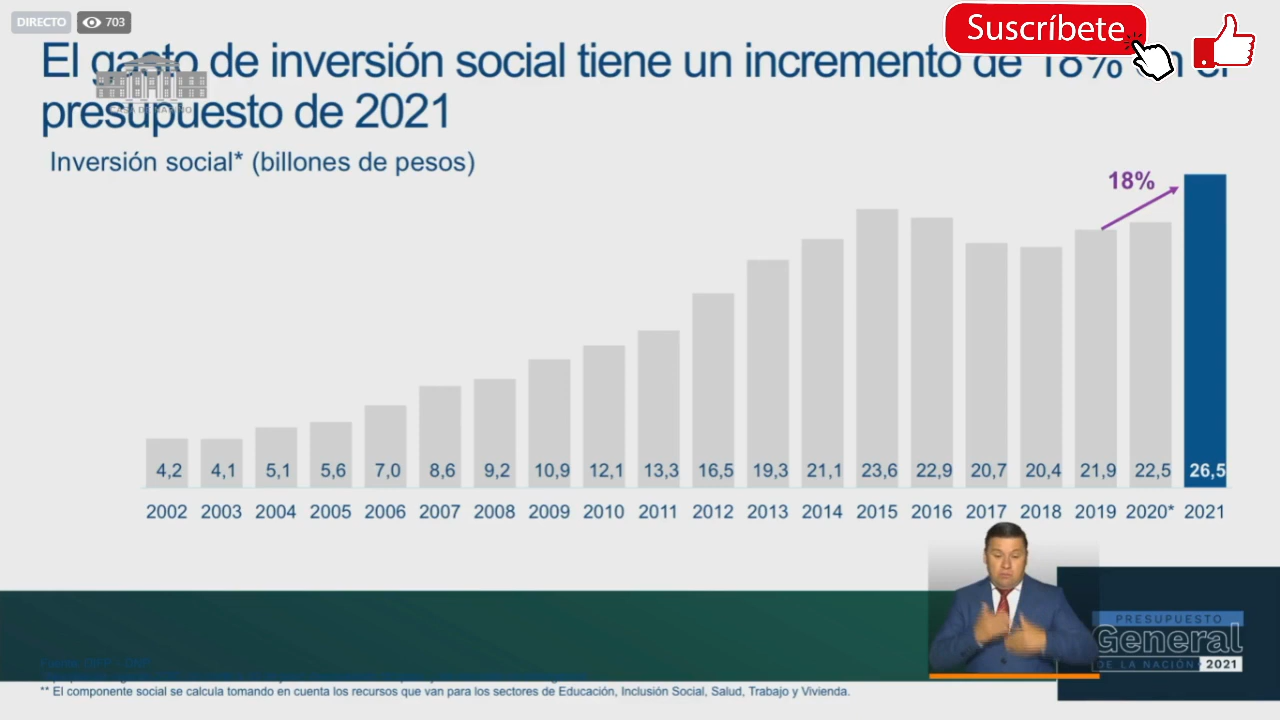 DIRECTO 703
Suscríbete
El gasto de inversión social tiene un incremento de 18% en el
presupuesto de 2021
Inversión social* (billones de pesos)
18%
4,2 4,1 5,1 5,6 7,0 8,6 9,2 10,9 12,1 13,3 16,5 19,3 21,1 23,6 22,9 20,7 20,4 21,9 22,5 26,5
2002 2003 2004 2005 2006 2007 2008 2009 2010 2011 2012 2013 2014 2015 2016 2017 2018 2019 2020* 2021
PRESUPUESTO
General
DE LA NACIÓN 2021
** El componente social se calcula tomando en cuenta los recursos que van para los sectores de Educación, Inclusión Social, Salud, Trabajo y Vivienda.